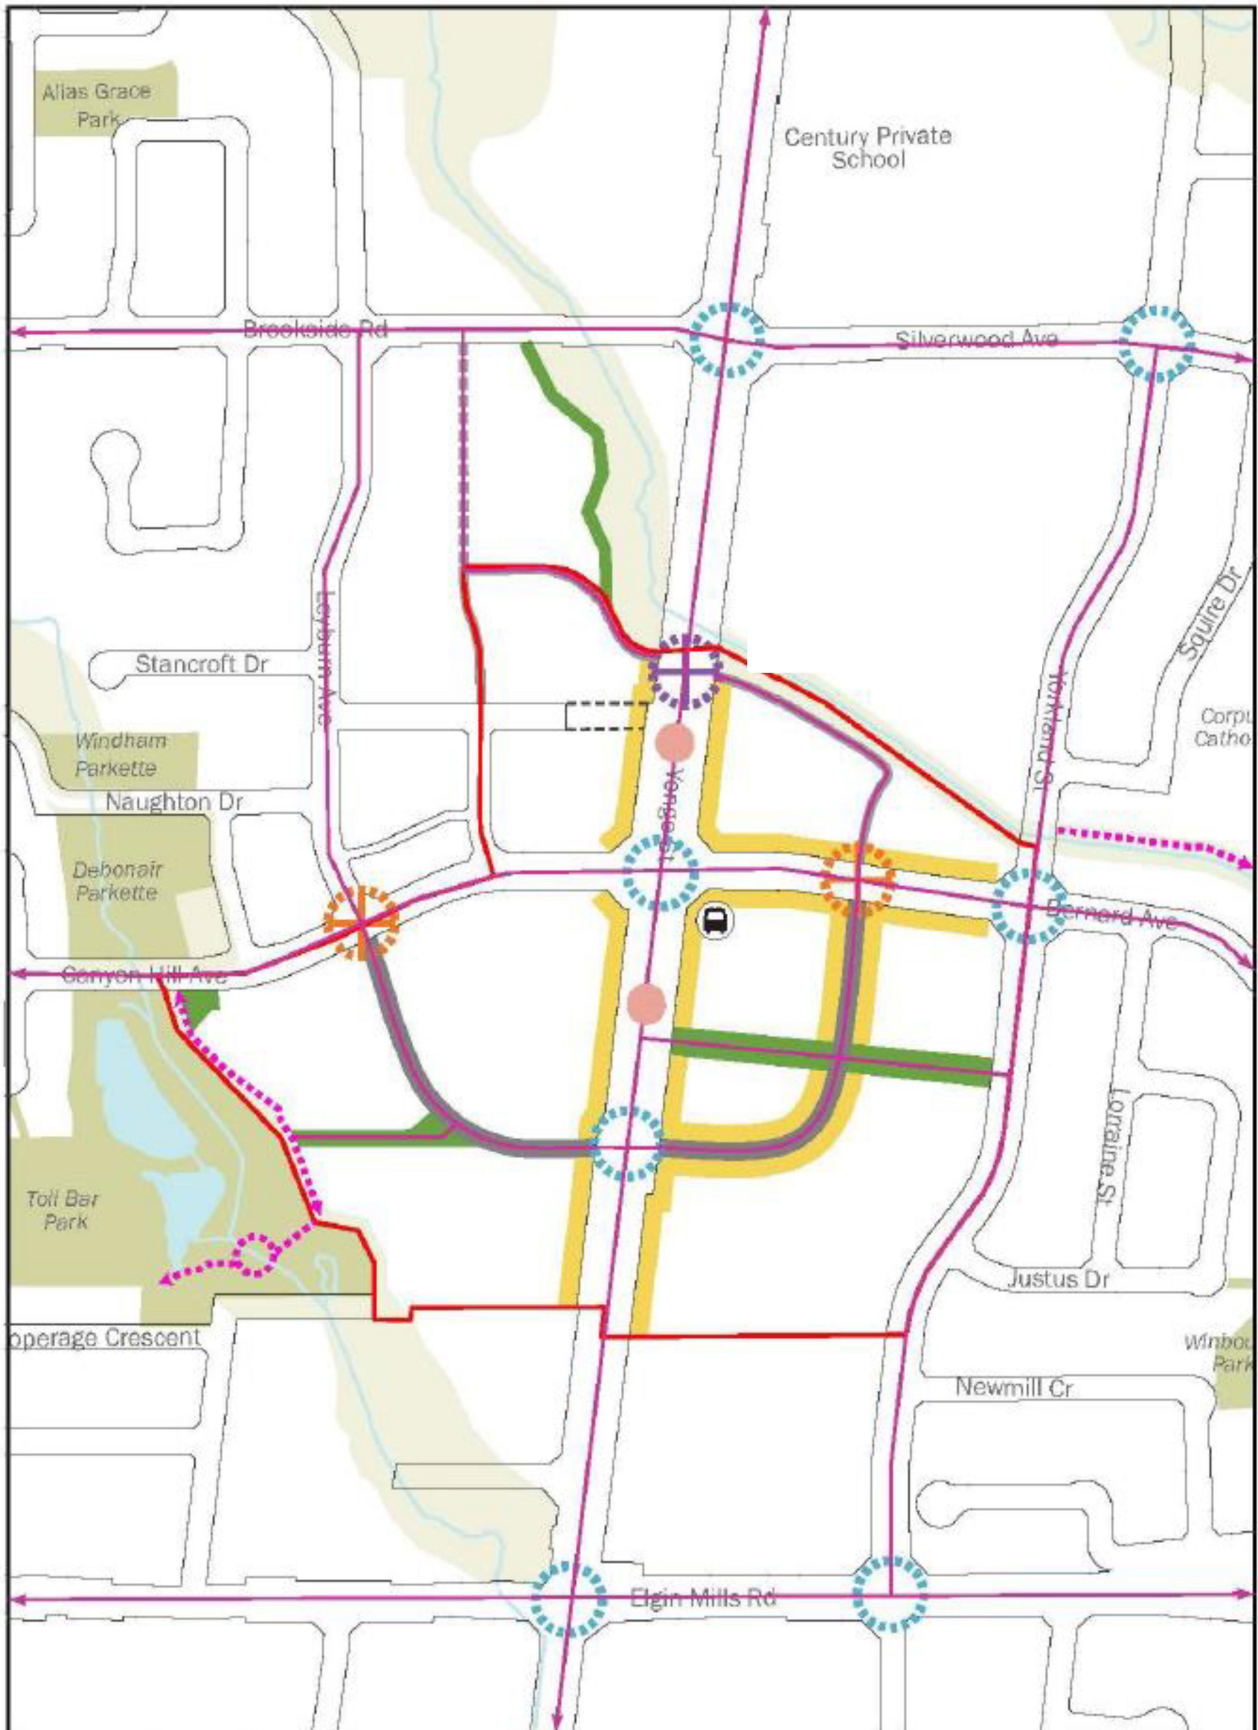 Alias Grace
Park
Century Private
School
Brookside Rd
Silverwood Ave
Squire Dr
Leyburn Ave
Stancroft Dr
Yorkland St
Corpu
Catho
Windham
Parkette
Yonge St
Naughton Dr
Debonair
Parkette
Bernard Ave
Canyon Hill Ave
Lorraine St
Toll Bar
Park
Justus Dr
operage Crescent
Winbou
Park
Newmill Cr
Elgin Mills Rd